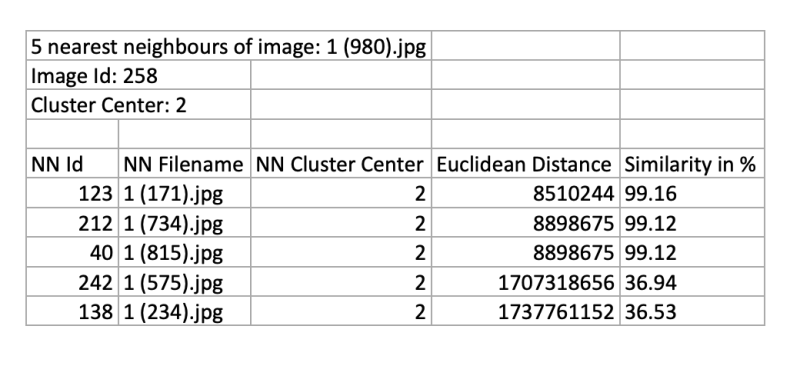 5 nearest neighbours of image: 1 (980).jpg
Image Id: 258
Cluster Center: 2
NN Id NN Filename NN Cluster Center Euclidean Distance Similarity in %
123 1 (171).jpg 2 8510244 99.16
212 1 (734).jpg 2 8898675 99.12
40 1 (815).jpg 2 8898675 99.12
242 1 (575).jpg 2 1707318656 36.94
138 1 (234).jpg 2 1737761152 36.53